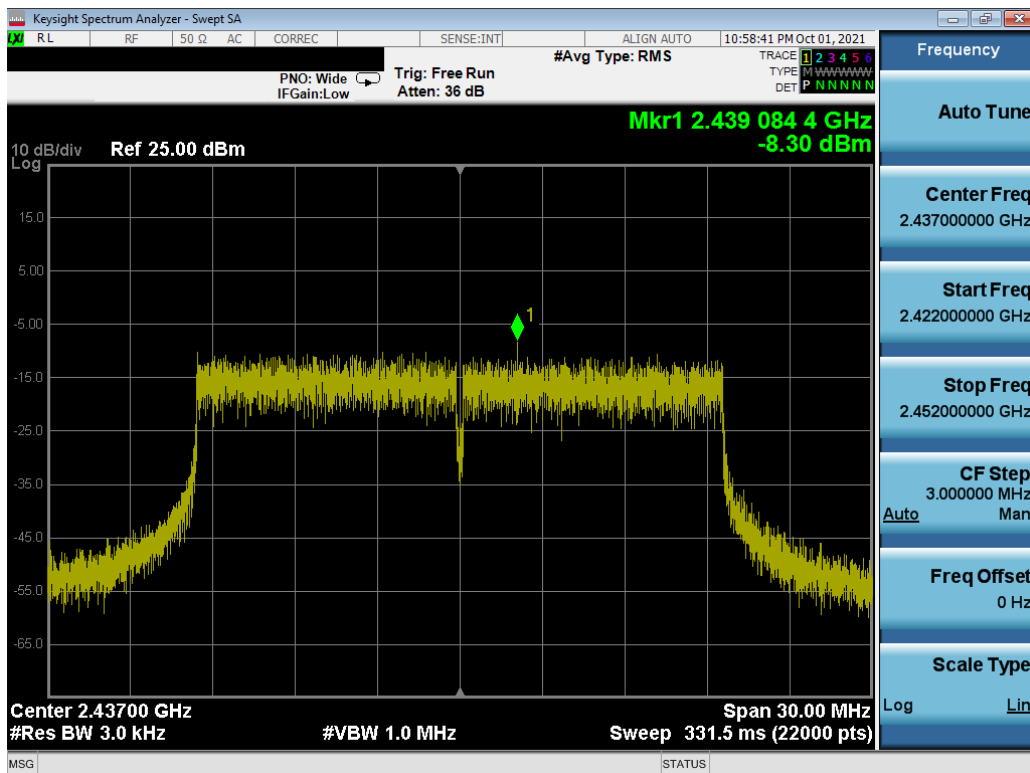 Keysight Spectrum Analyzer - Swept SA
LXI RL RF 50 Ω AC CORREC SENSE:INT ALIGN AUTO 10:58:41 PM Oct 01, 2021
#Avg Type: RMS
TRACE 1 2 3 4 5 6
PNO: Wide
Trig: Free Run
TYPE M WWWWW
IFGain:Low
Atten: 36 dB
DET P N N N N N
Mkr1 2.439 084 4 GHz
-8.30 dBm
10 dB/div Ref 25.00 dBm
Log
15.0
5.00
-5.00
-15.0
-25.0
-35.0
-45.0
-55.0
-65.0
1
Center 2.43700 GHz Span 30.00 MHz
#Res BW 3.0 kHz #VBW 1.0 MHz Sweep 331.5 ms (22000 pts)
MSG STATUS
Frequency
Auto Tune
Center Freq
2.437000000 GHz
Start Freq
2.422000000 GHz
Stop Freq
2.452000000 GHz
CF Step
3.000000 MHz
Auto Man
Freq Offset
0 Hz
Scale Type
Log Lin